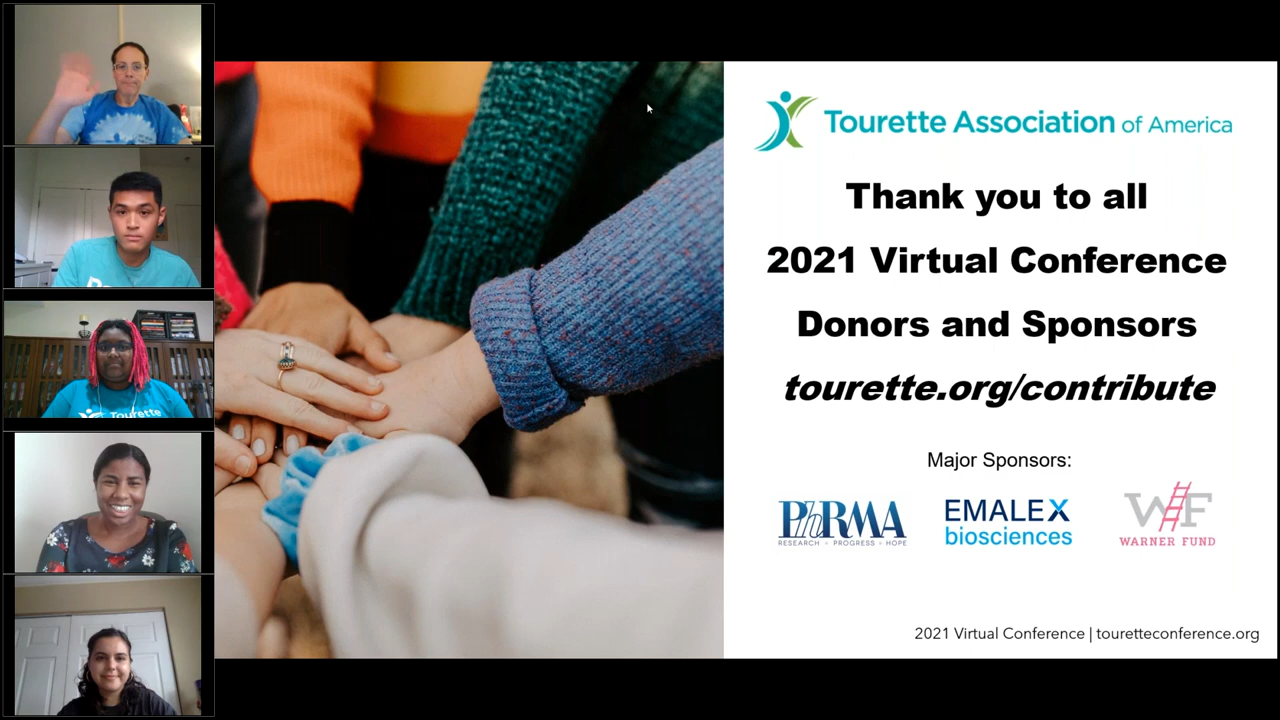 Tourette Association of America
Thank you to all
2021 Virtual Conference
Donors and Sponsors
tourette.org/contribute
Major Sponsors:
PhRMA
RESEARCH • PROGRESS • HOPE
EMALEX
biosciences
WF
WARNER FUND
2021 Virtual Conference | touretteconference.org
Tourette